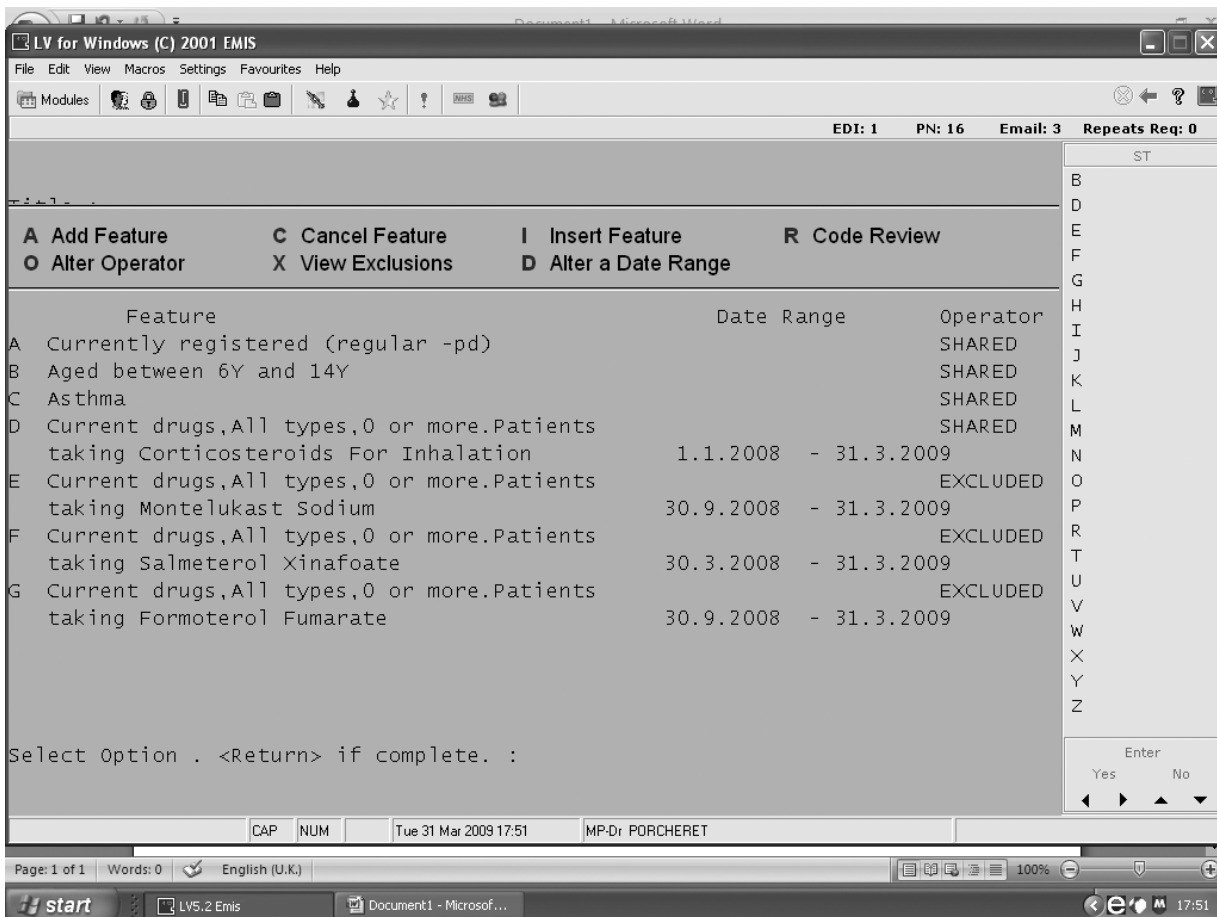 Document1 - Microsoft Word
LV for Windows (C) 2001 EMIS
File Edit View Macros Settings Favourites Help
Modules NHS
EDI: 1 PN: 16 Email: 3 Repeats Req: 0
ST
Title :
A Add Feature C Cancel Feature I Insert Feature R Code Review
O Alter Operator X View Exclusions D Alter a Date Range
Feature Date Range Operator
A Currently registered (regular -pd) SHARED
B Aged between 6Y and 14Y SHARED
C Asthma SHARED
D Current drugs,All types,0 or more.Patients SHARED
taking Corticosteroids For Inhalation 1.1.2008 - 31.3.2009
E Current drugs,All types,0 or more.Patients EXCLUDED
taking Montelukast Sodium 30.9.2008 - 31.3.2009
F Current drugs,All types,0 or more.Patients EXCLUDED
taking Salmeterol Xinafoate 30.3.2008 - 31.3.2009
G Current drugs,All types,0 or more.Patients EXCLUDED
taking Formoterol Fumarate 30.9.2008 - 31.3.2009
Select Option . <Return> if complete. :
B
D
E
F
G
H
I
J
K
L
M
N
O
P
R
T
U
V
W
X
Y
Z
Enter
Yes No
CAP NUM Tue 31 Mar 2009 17:51 MP-Dr PORCHERET
Page: 1 of 1 Words: 0 English (U.K.) 100%
start LV5.2 Emis Document1 - Microsof... 17:51